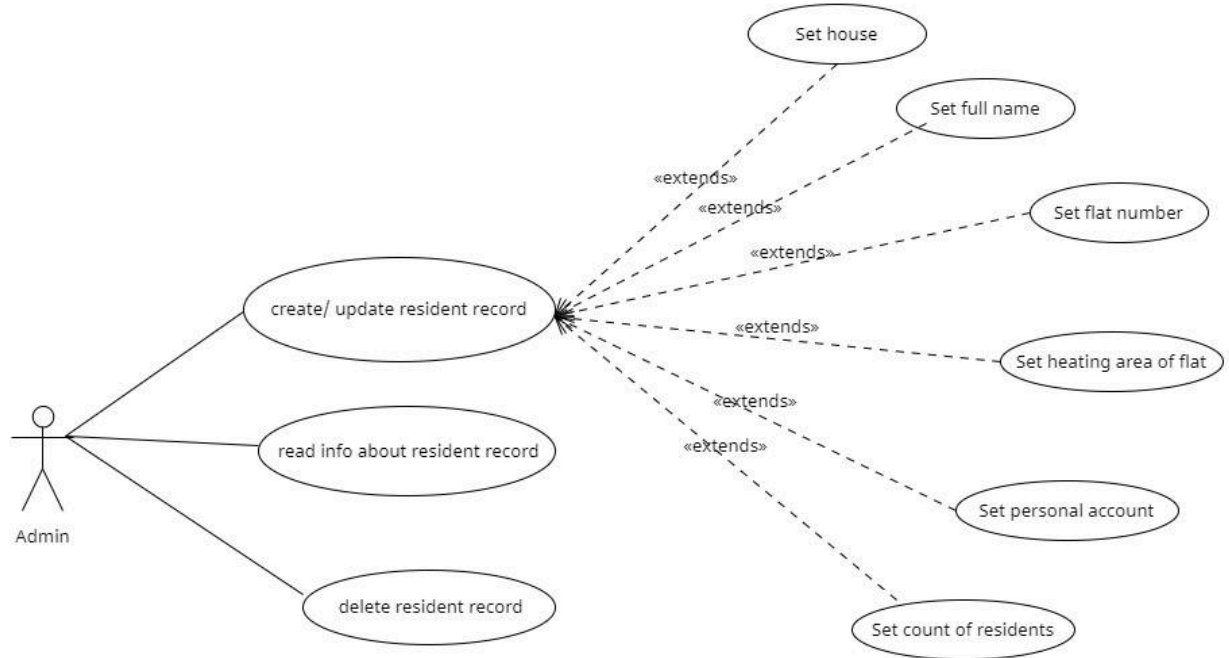 Set house
Set full name
«extends»
«extends»
Set flat number
«extends»
create/ update resident record
«extends»
Set heating area of flat
«extends»
«extends»
read info about resident record
Set personal account
Admin
delete resident record
Set count of residents